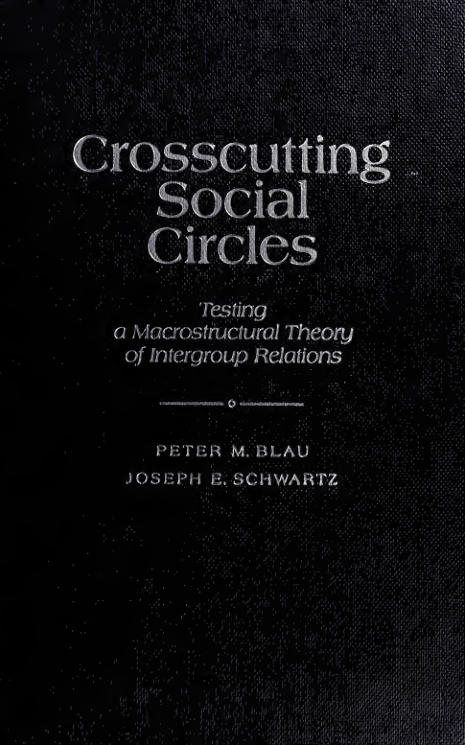 Crosscutting
Social
Circles
Testing
a Macrostructural Theory
of Intergroup Relations
PETER M. BLAU
JOSEPH E. SCHWARTZ